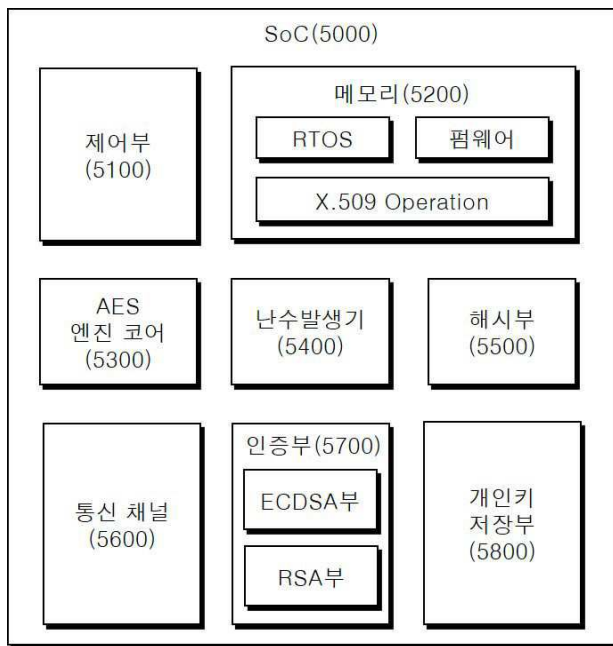 SoC(5000)
제어부
(5100)
메모리(5200)
RTOS
펌웨어
X.509 Operation
AES
엔진 코어
(5300)
난수발생기
(5400)
해시부
(5500)
통신 채널
(5600)
인증부(5700)
ECDSA부
RSA부
개인키
저장부
(5800)